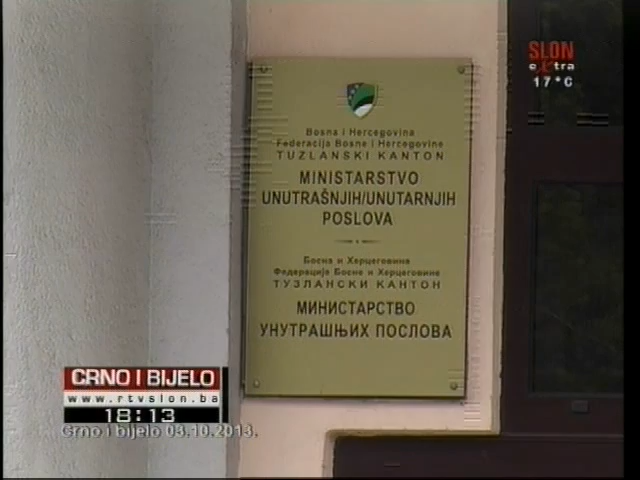 SLON
extra
17°C
Bosna i Hercegovina
Federacija Bosne i Hercegovine
TUZLANSKI KANTON
MINISTARSTVO
UNUTRAŠNJIH/UNUTARNJIH
POSLOVA
Босна и Херцеговина
Федерација Босне и Херцеговине
ТУЗЛАНСКИ КАНТОН
МИНИСТАРСТВО
УНУТРАШЊИХ ПОСЛОВА
CRNO I BIJELO
www.rtvslon.ba
18:13
Crno i bijelo 03.10.2013.